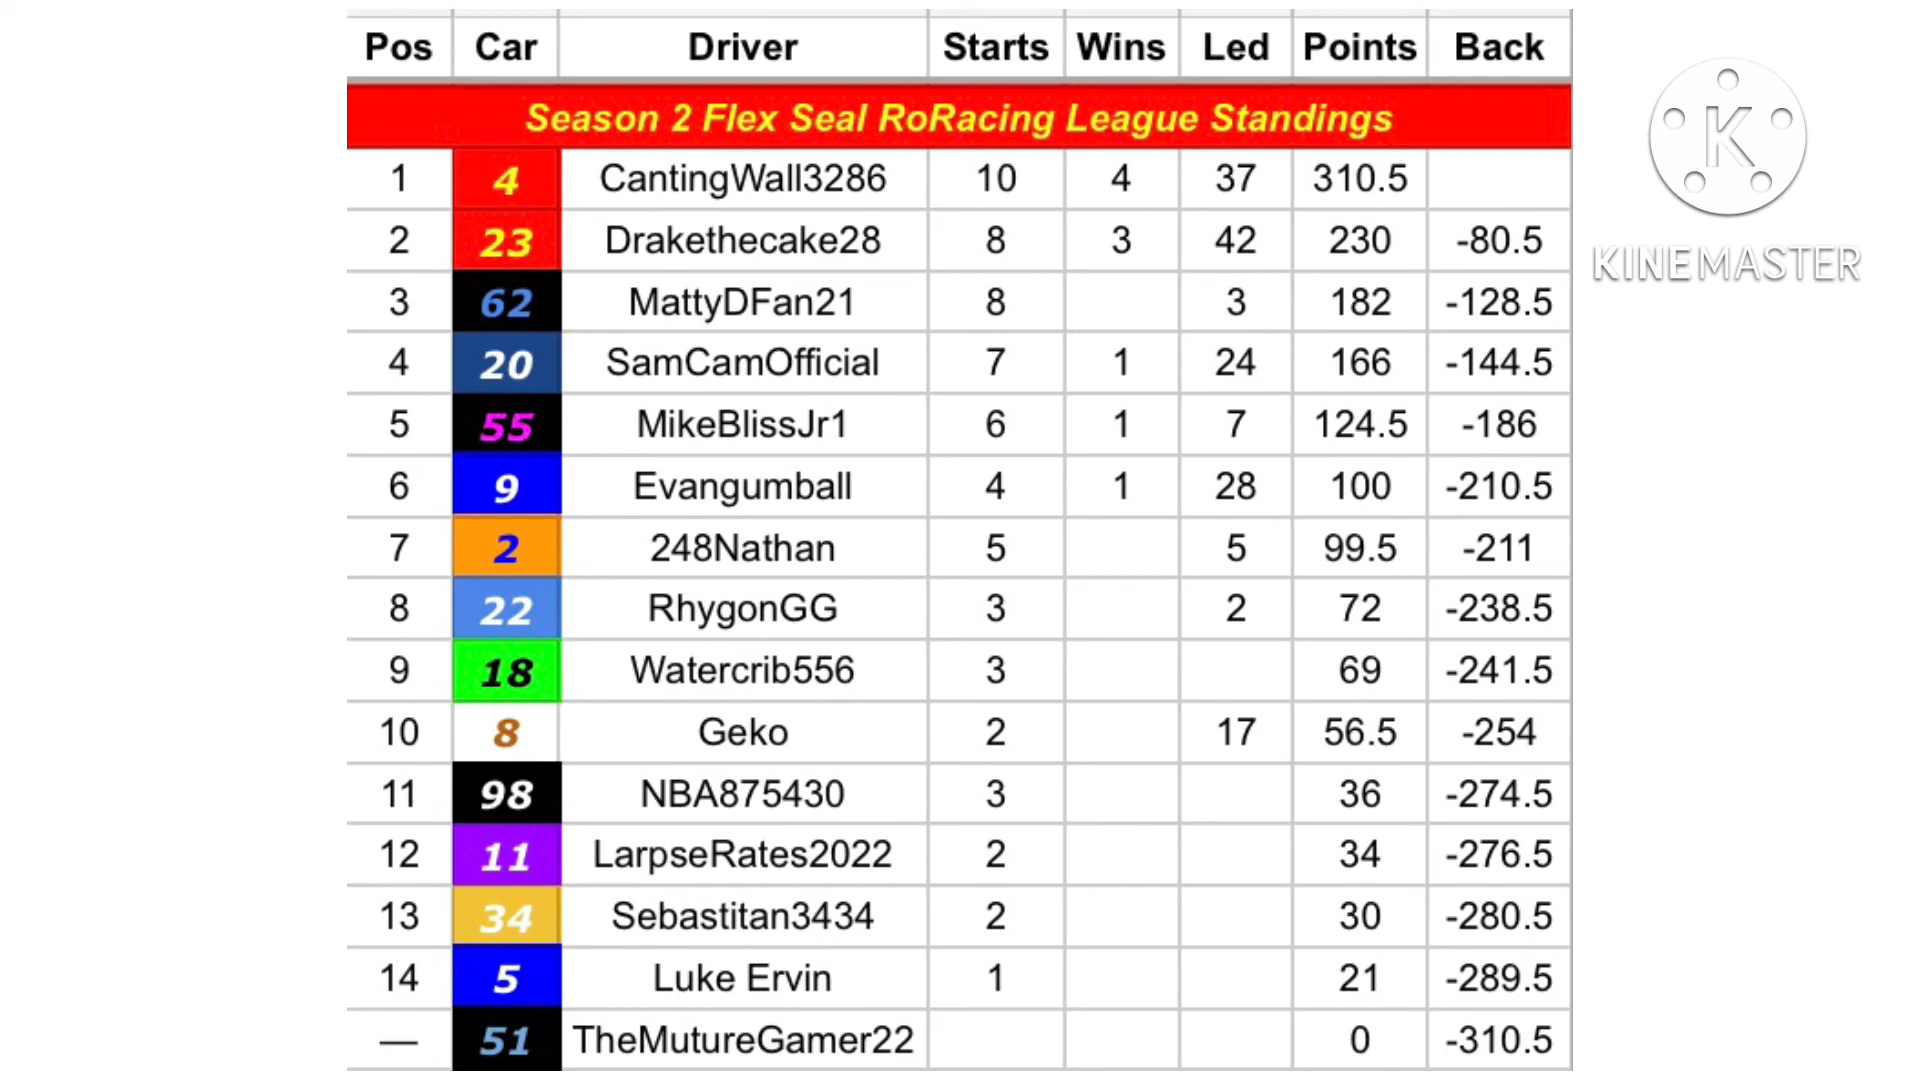 Pos Car Driver Starts Wins Led Points Back
Season 2 Flex Seal RoRacing League Standings
1 4 CantingWall3286 10 4 37 310.5
2 23 Drakethecake28 8 3 42 230 -80.5
3 62 MattyDFan21 8 3 182 -128.5
4 20 SamCamOfficial 7 1 24 166 -144.5
5 55 MikeBlissJr1 6 1 7 124.5 -186
6 9 Evangumball 4 1 28 100 -210.5
7 2 248Nathan 5 5 99.5 -211
8 22 RhygonGG 3 2 72 -238.5
9 18 Watercrib556 3 69 -241.5
10 8 Geko 2 17 56.5 -254
11 98 NBA875430 3 36 -274.5
12 11 LarpseRates2022 2 34 -276.5
13 34 Sebastitan3434 2 30 -280.5
14 5 Luke Ervin 1 21 -289.5
— 51 TheMutureGamer22 0 -310.5
K
KINEMASTER